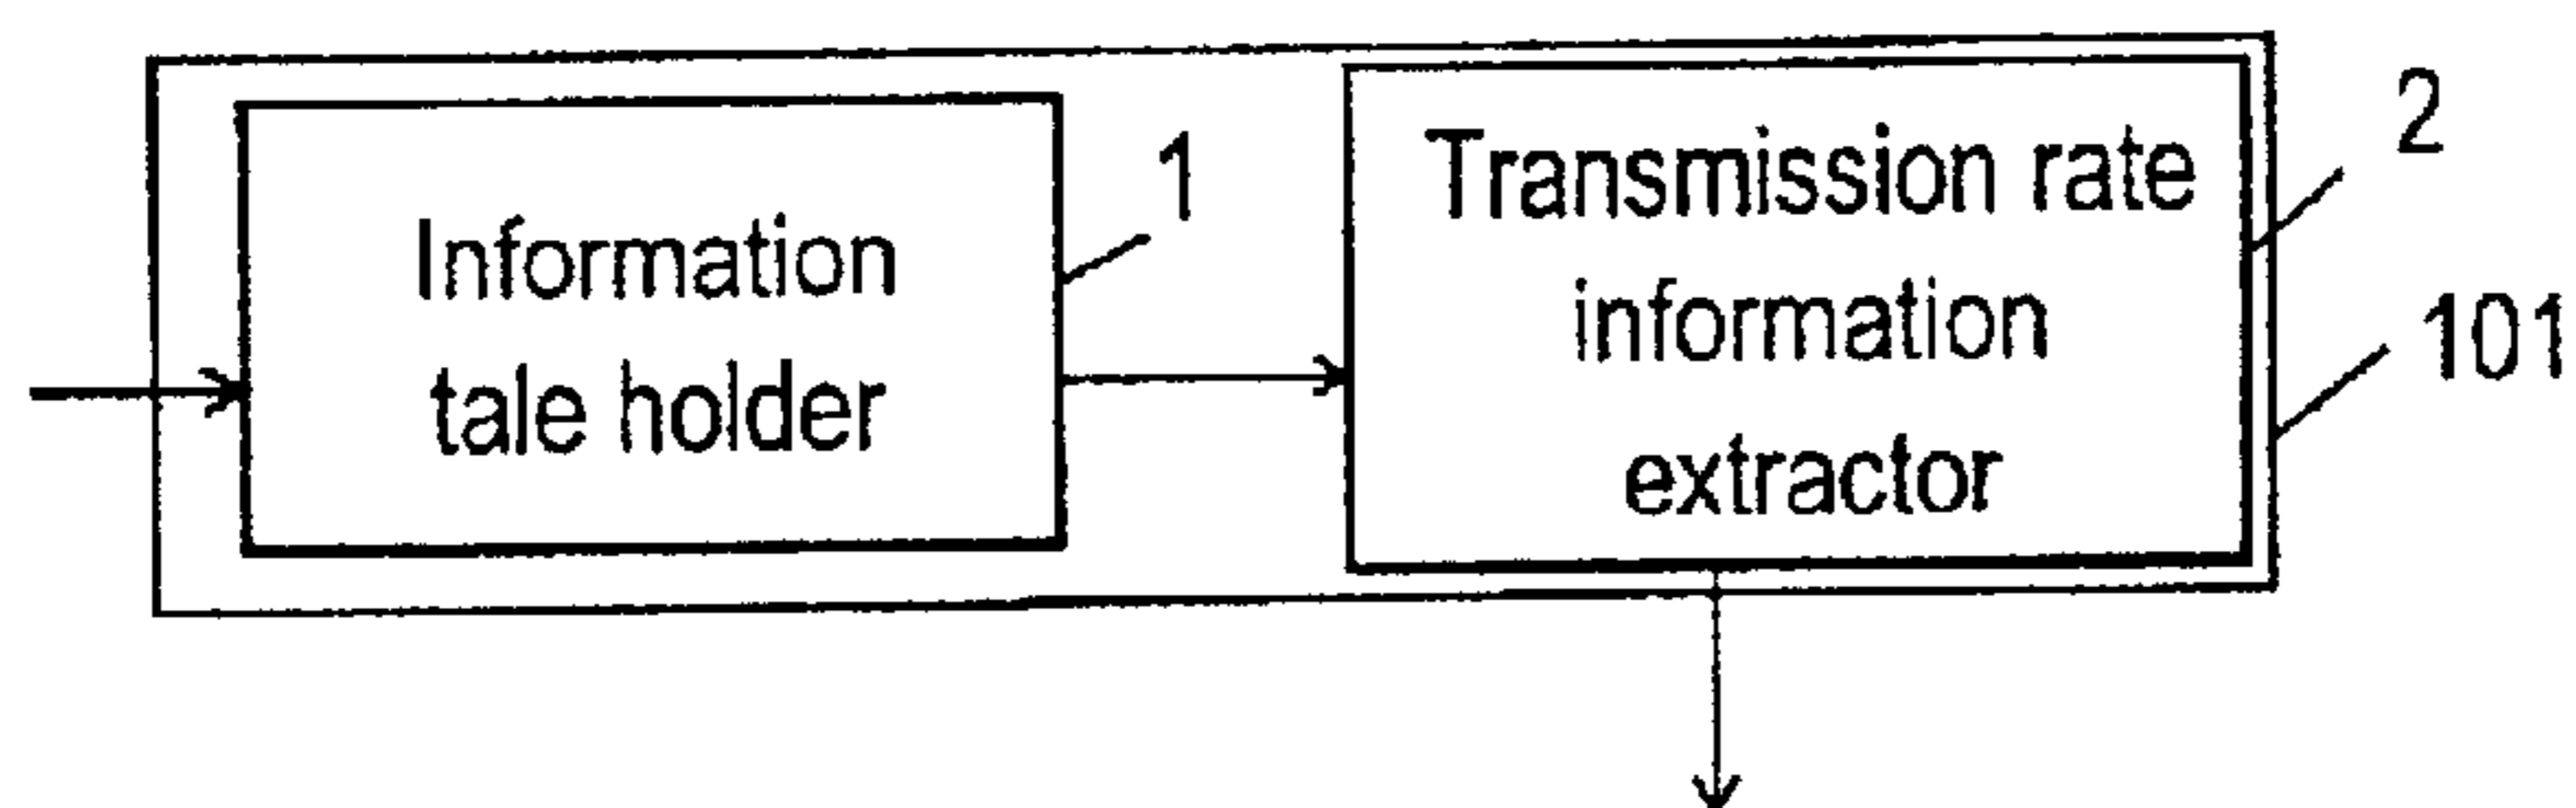 Information
tale holder
1
Transmission rate
information
extractor
2
101